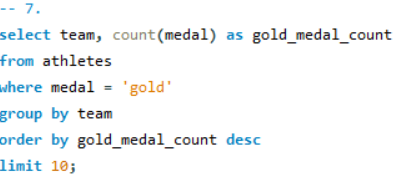 -- 7.
select team, count(medal) as gold_medal_count
from athletes
where medal = 'gold'
group by team
order by gold_medal_count desc
limit 10;